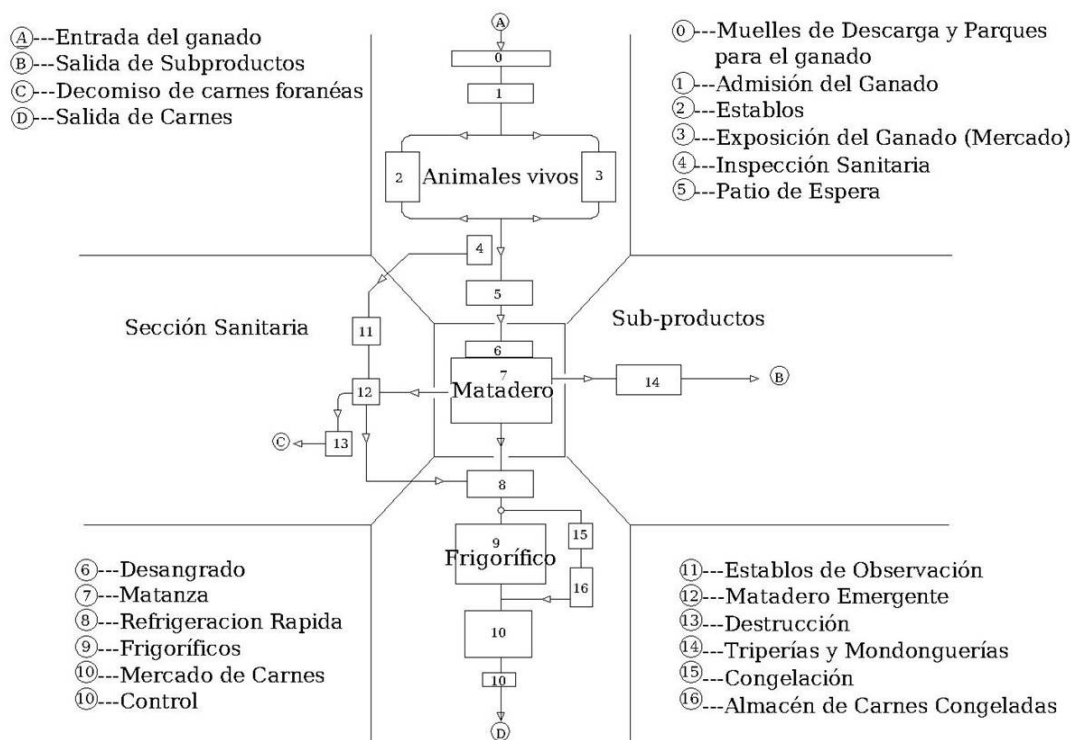 Ⓐ---Entrada del ganado
Ⓑ---Salida de Subproductos
Ⓒ---Decomiso de carnes foranéas
Ⓓ---Salida de Carnes
Ⓐ
0
1
2
Animales vivos
3
⓪---Muelles de Descarga y Parques
para el ganado
①---Admisión del Ganado
②---Establos
③---Exposición del Ganado (Mercado)
④---Inspección Sanitaria
⑤---Patio de Espera
4
5
Sección Sanitaria
11
12
13
Ⓒ
6
7
Matadero
Sub-productos
14
Ⓑ
8
9
Frigorífico
15
16
10
10
Ⓓ
⑥---Desangrado
⑦---Matanza
⑧---Refrigeracion Rapida
⑨---Frigoríficos
⑩---Mercado de Carnes
⑩---Control
⑪---Establos de Observación
⑫---Matadero Emergente
⑬---Destrucción
⑭---Triperías y Mondonguerías
⑮---Congelación
⑯---Almacén de Carnes Congeladas